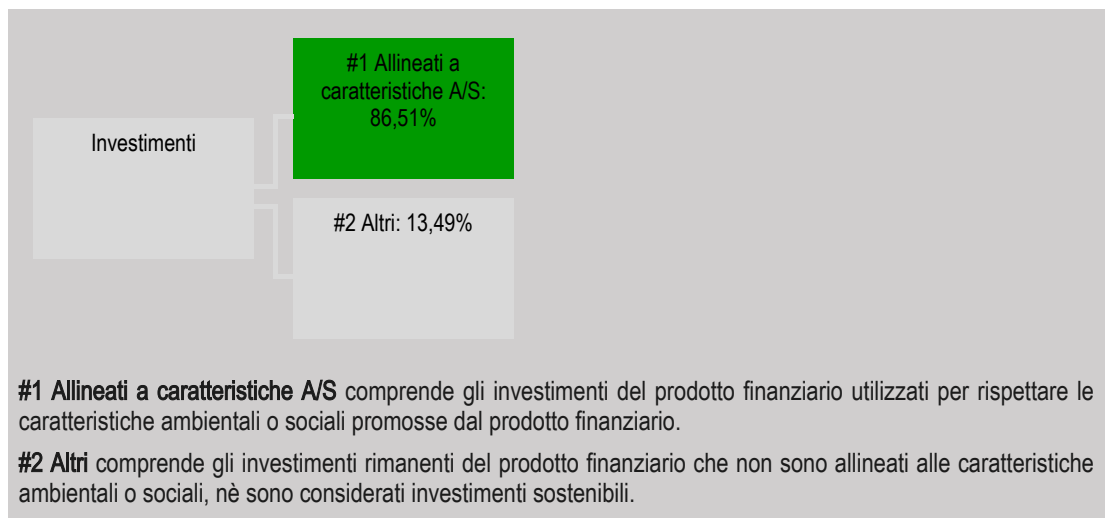 #1 Allineati a
caratteristiche A/S:
86,51%
Investimenti
#2 Altri: 13,49%
#1 Allineati a caratteristiche A/S comprende gli investimenti del prodotto finanziario utilizzati per rispettare le
caratteristiche ambientali o sociali promosse dal prodotto finanziario.
#2 Altri comprende gli investimenti rimanenti del prodotto finanziario che non sono allineati alle caratteristiche
ambientali o sociali, nè sono considerati investimenti sostenibili.